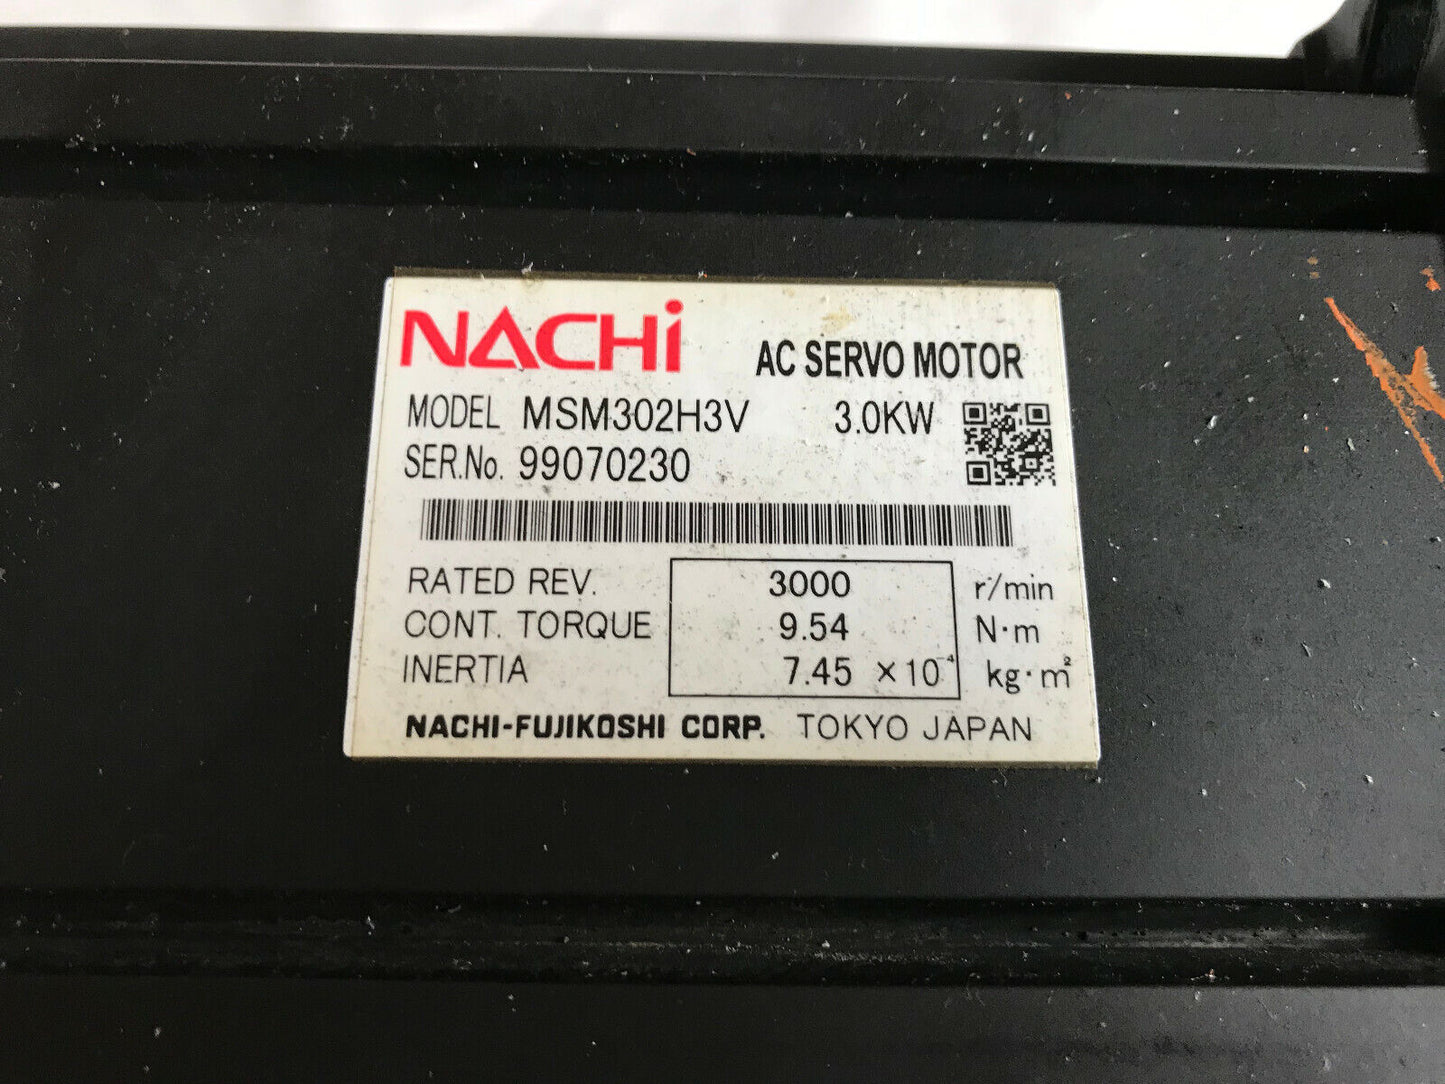 NACHi AC SERVO MOTOR
MODEL MSM302H3V 3.0KW
SER.No. 99070230
RATED REV. 3000 r/min
CONT. TORQUE 9.54 N·m
INERTIA 7.45 ×10⁻⁴ kg·m²
NACHI-FUJIKOSHI CORP. TOKYO JAPAN